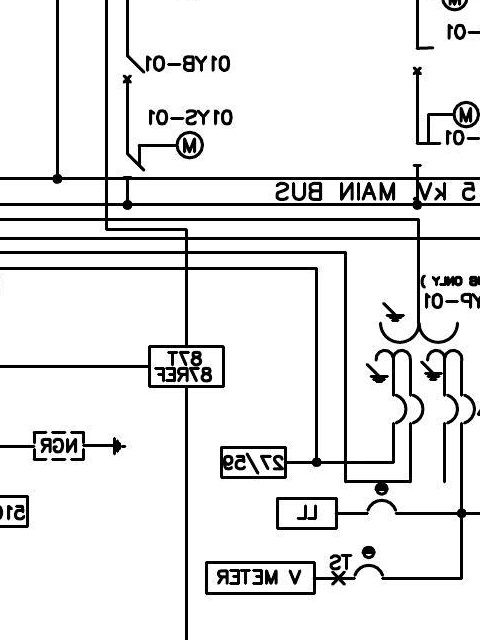 01YB-01
01-
01YS-01
M
M
M
-01
5 kV MAIN BUS
B ONLY )
YP-01
87T
87REF
NGR
27/59
51G
LL
TS
V METER